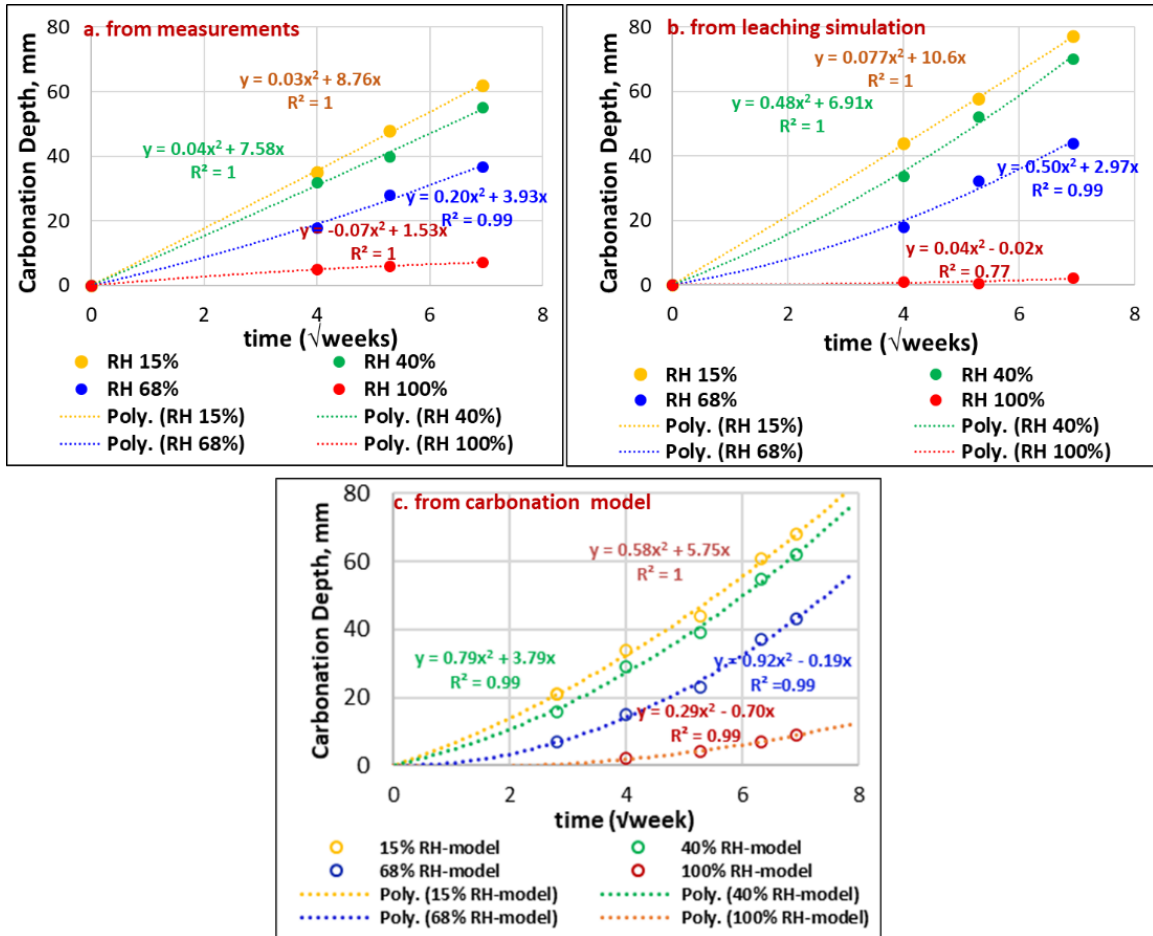 a. from measurements
Carbonation Depth, mm
80
60
40
20
0
y = 0.03x² + 8.76x
R² = 1
y = 0.04x² + 7.58x
R² = 1
y = 0.20x² + 3.93x
R² = 0.99
y = -0.07x² + 1.53x
R² = 1
0 2 4 6 8
time (√weeks)
RH 15% RH 40%
RH 68% RH 100%
Poly. (RH 15%) Poly. (RH 40%)
Poly. (RH 68%) Poly. (RH 100%)
b. from leaching simulation
Carbonation Depth, mm
80
60
40
20
0
y = 0.077x² + 10.6x
R² = 1
y = 0.48x² + 6.91x
R² = 1
y = 0.50x² + 2.97x
R² = 0.99
y = 0.04x² - 0.02x
R² = 0.77
0 2 4 6 8
time (√weeks)
RH 15% RH 40%
RH 68% RH 100%
Poly. (RH 15%) Poly. (RH 40%)
Poly. (RH 68%) Poly. (RH 100%)
c. from carbonation model
Carbonation Depth, mm
80
60
40
20
0
y = 0.58x² + 5.75x
R² = 1
y = 0.79x² + 3.79x
R² = 0.99
y = 0.92x² - 0.19x
R² =0.99
y = 0.29x² - 0.70x
R² = 0.99
0 2 4 6 8
time (√week)
15% RH-model 40% RH-model
68% RH-model 100% RH-model
Poly. (15% RH-model) Poly. (40% RH-model)
Poly. (68% RH-model) Poly. (100% RH-model)